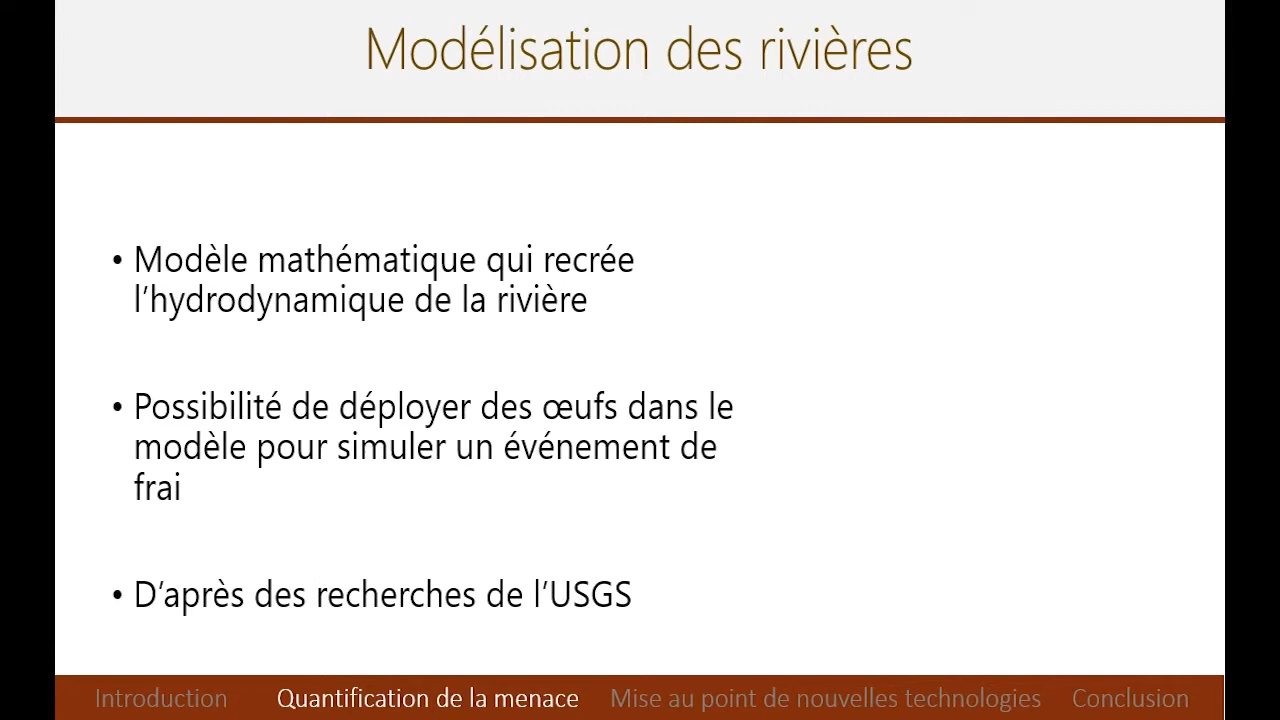 Modélisation des rivières
• Modèle mathématique qui recrée
l’hydrodynamique de la rivière
• Possibilité de déployer des œufs dans le
modèle pour simuler un événement de
frai
• D’après des recherches de l’USGS
Introduction Quantification de la menace Mise au point de nouvelles technologies Conclusion